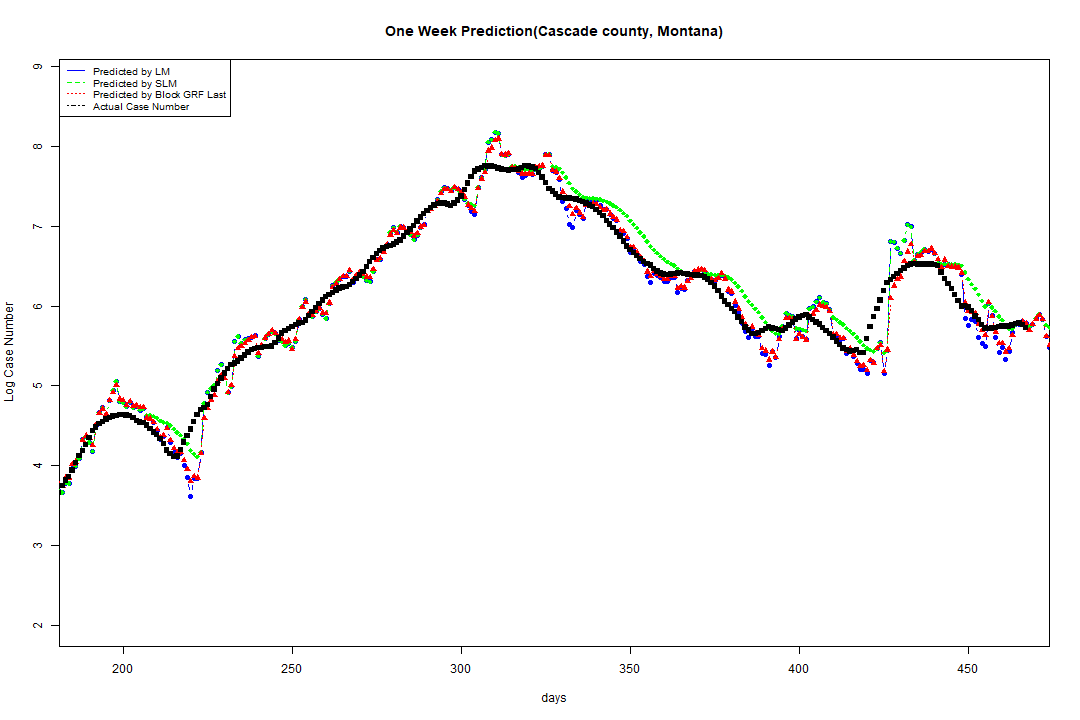 One Week Prediction(Cascade county, Montana)
Predicted by LM
Predicted by SLM
Predicted by Block GRF Last
Actual Case Number
Log Case Number
9
8
7
6
5
4
3
2
200 250 300 350 400 450
days